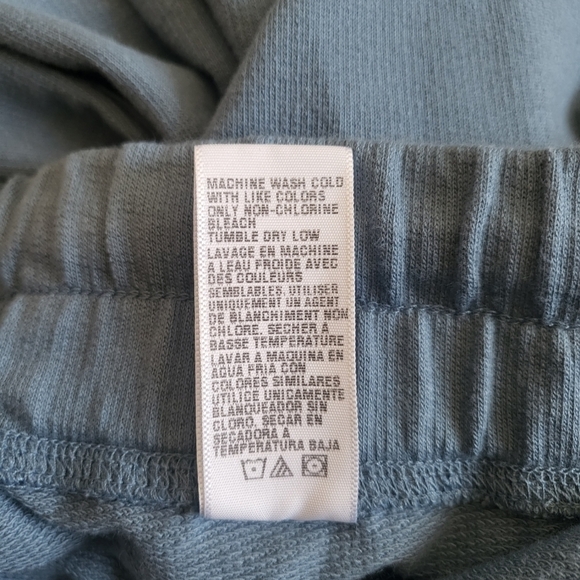 MACHINE WASH COLD
WITH LIKE COLORS
ONLY NON-CHLORINE
BLEACH
TUMBLE DRY LOW
LAVAGE EN MACHINE
A LEAU FROIDE AVEC
DES COULEURS
SEMBLABLES, UTILISER
UNIQUEMENT UN AGENT
DE BLANCHIMENT NON
CHLORE, SECHER A
BASSE TEMPERATURE
LAVAR A MAQUINA EN
AGUA FRIA CON
COLORES SIMILARES
UTILICE UNICAMENTE
BLANQUEADOR SIN
CLORO, SECAR EN
SECADORA A
TEMPERATURA BAJA